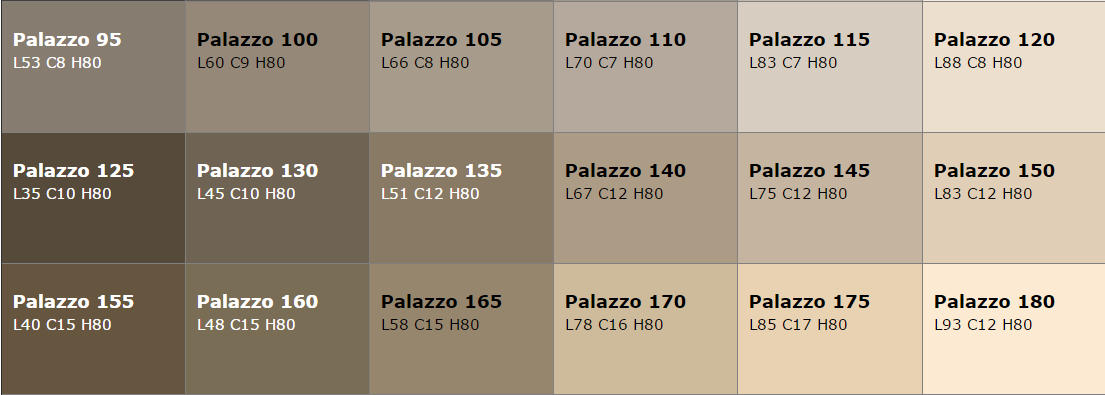 Palazzo 95
L53 C8 H80
Palazzo 100
L60 C9 H80
Palazzo 105
L66 C8 H80
Palazzo 110
L70 C7 H80
Palazzo 115
L83 C7 H80
Palazzo 120
L88 C8 H80
Palazzo 125
L35 C10 H80
Palazzo 130
L45 C10 H80
Palazzo 135
L51 C12 H80
Palazzo 140
L67 C12 H80
Palazzo 145
L75 C12 H80
Palazzo 150
L83 C12 H80
Palazzo 155
L40 C15 H80
Palazzo 160
L48 C15 H80
Palazzo 165
L58 C15 H80
Palazzo 170
L78 C16 H80
Palazzo 175
L85 C17 H80
Palazzo 180
L93 C12 H80